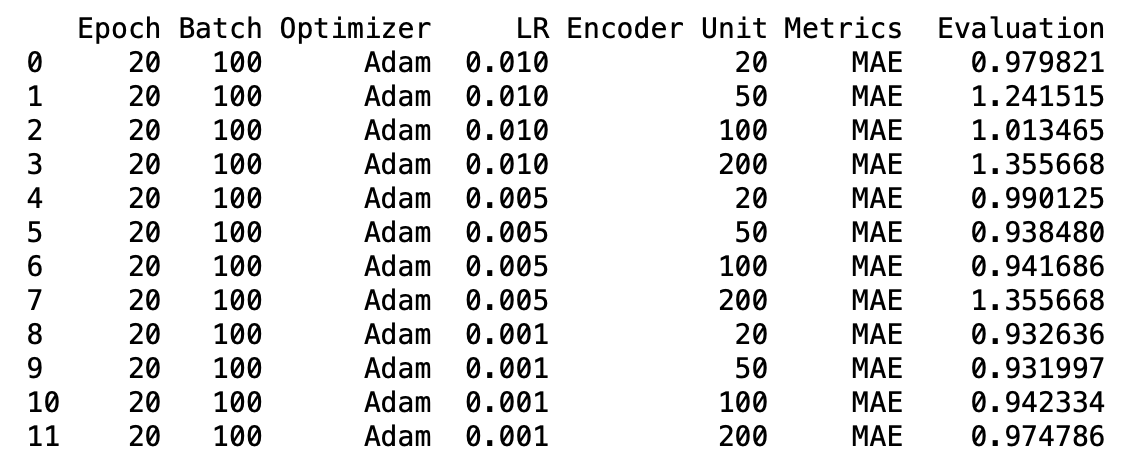 Epoch Batch Optimizer LR Encoder Unit Metrics Evaluation
0 20 100 Adam 0.010 20 MAE 0.979821
1 20 100 Adam 0.010 50 MAE 1.241515
2 20 100 Adam 0.010 100 MAE 1.013465
3 20 100 Adam 0.010 200 MAE 1.355668
4 20 100 Adam 0.005 20 MAE 0.990125
5 20 100 Adam 0.005 50 MAE 0.938480
6 20 100 Adam 0.005 100 MAE 0.941686
7 20 100 Adam 0.005 200 MAE 1.355668
8 20 100 Adam 0.001 20 MAE 0.932636
9 20 100 Adam 0.001 50 MAE 0.931997
10 20 100 Adam 0.001 100 MAE 0.942334
11 20 100 Adam 0.001 200 MAE 0.974786